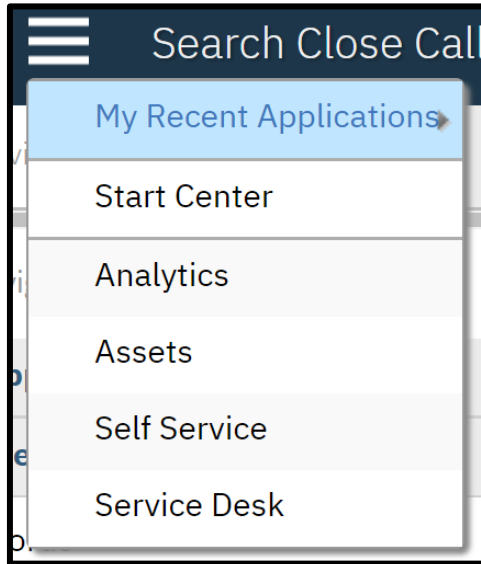 Search Close Call
My Recent Applications
Start Center
Analytics
Assets
Self Service
Service Desk